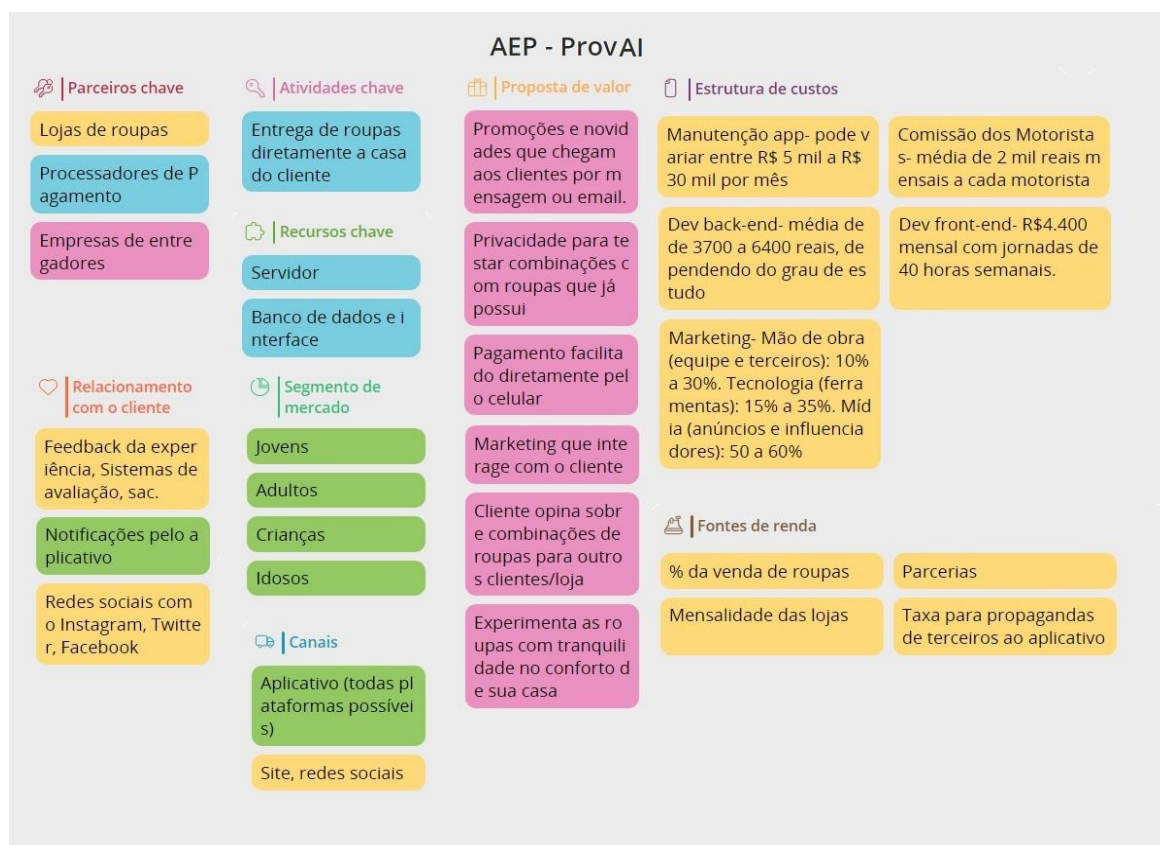 AEP - ProvAI
Parceiros chave
Lojas de roupas
Processadores de P
agamento
Empresas de entre
gadores
Atividades chave
Entrega de roupas
diretamente a casa
do cliente
Recursos chave
Servidor
Banco de dados e i
nterface
Relacionamento
com o cliente
Feedback da exper
iência, Sistemas de
avaliação, sac.
Notificações pelo a
plicativo
Redes sociais com
o Instagram, Twitte
r, Facebook
Segmento de
mercado
Jovens
Adultos
Crianças
Idosos
Canais
Aplicativo (todas pl
ataformas possívei
s)
Site, redes sociais
Proposta de valor
Promoções e novid
ades que chegam
aos clientes por m
ensagem ou email.
Privacidade para te
star combinações c
om roupas que já
possui
Pagamento facilita
do diretamente pel
o celular
Marketing que inte
rage com o cliente
Cliente opina sobr
e combinações de
roupas para outro
s clientes/loja
Experimenta as ro
upas com tranquili
dade no conforto d
e sua casa
Estrutura de custos
Manutenção app- pode v
ariar entre R$ 5 mil a R$
30 mil por mês
Comissão dos Motorista
s- média de 2 mil reais m
ensais a cada motorista
Dev back-end- média de
de 3700 a 6400 reais, de
pendendo do grau de es
tudo
Dev front-end- R$4.400
mensal com jornadas de
40 horas semanais.
Marketing- Mão de obra
(equipe e terceiros): 10%
a 30%. Tecnologia (ferra
mentas): 15% a 35%. Míd
ia (anúncios e influencia
dores): 50 a 60%
Fontes de renda
% da venda de roupas
Parcerias
Mensalidade das lojas
Taxa para propagandas
de terceiros ao aplicativo